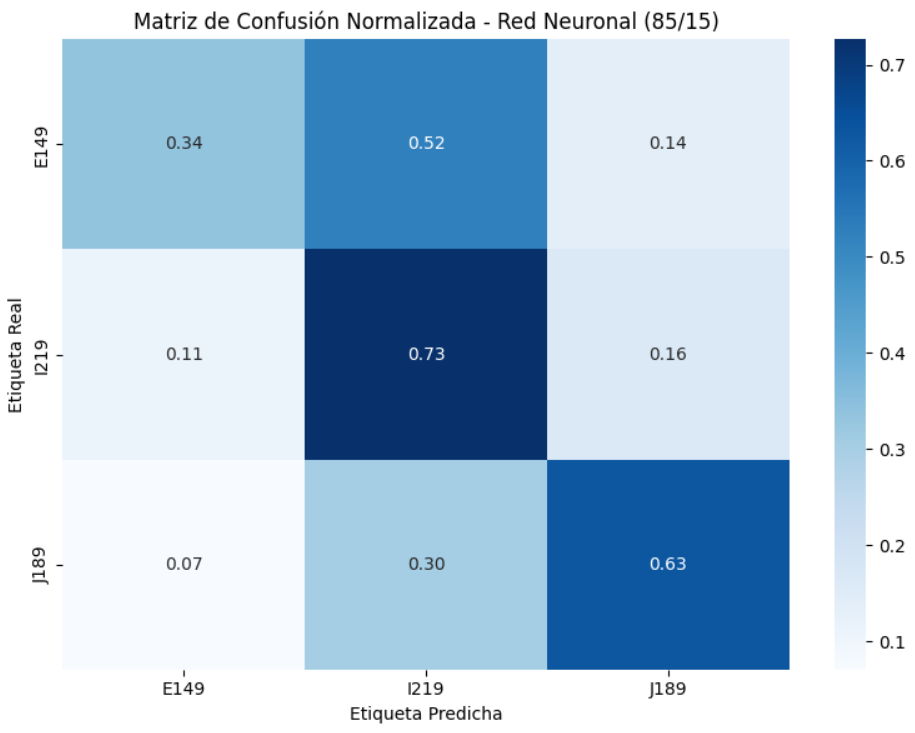 Matriz de Confusión Normalizada - Red Neuronal (85/15)
E149
0.34
0.52
0.14
I219
0.11
0.73
0.16
J189
0.07
0.30
0.63
Etiqueta Real
E149
I219
J189
Etiqueta Predicha
0.7
0.6
0.5
0.4
0.3
0.2
0.1